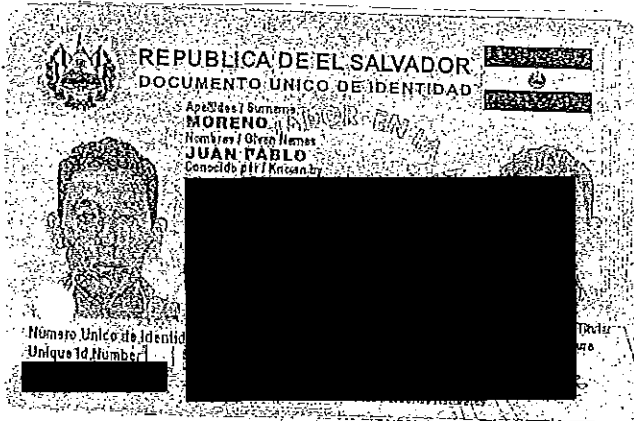 REPUBLICA DE EL SALVADOR
DOCUMENTO UNICO DE IDENTIDAD
Apellidos / Surname
MORENO
Nombres / Given Names
JUAN PABLO
Conocido por / Known by
Número Unico de Identid
Unique Id Number